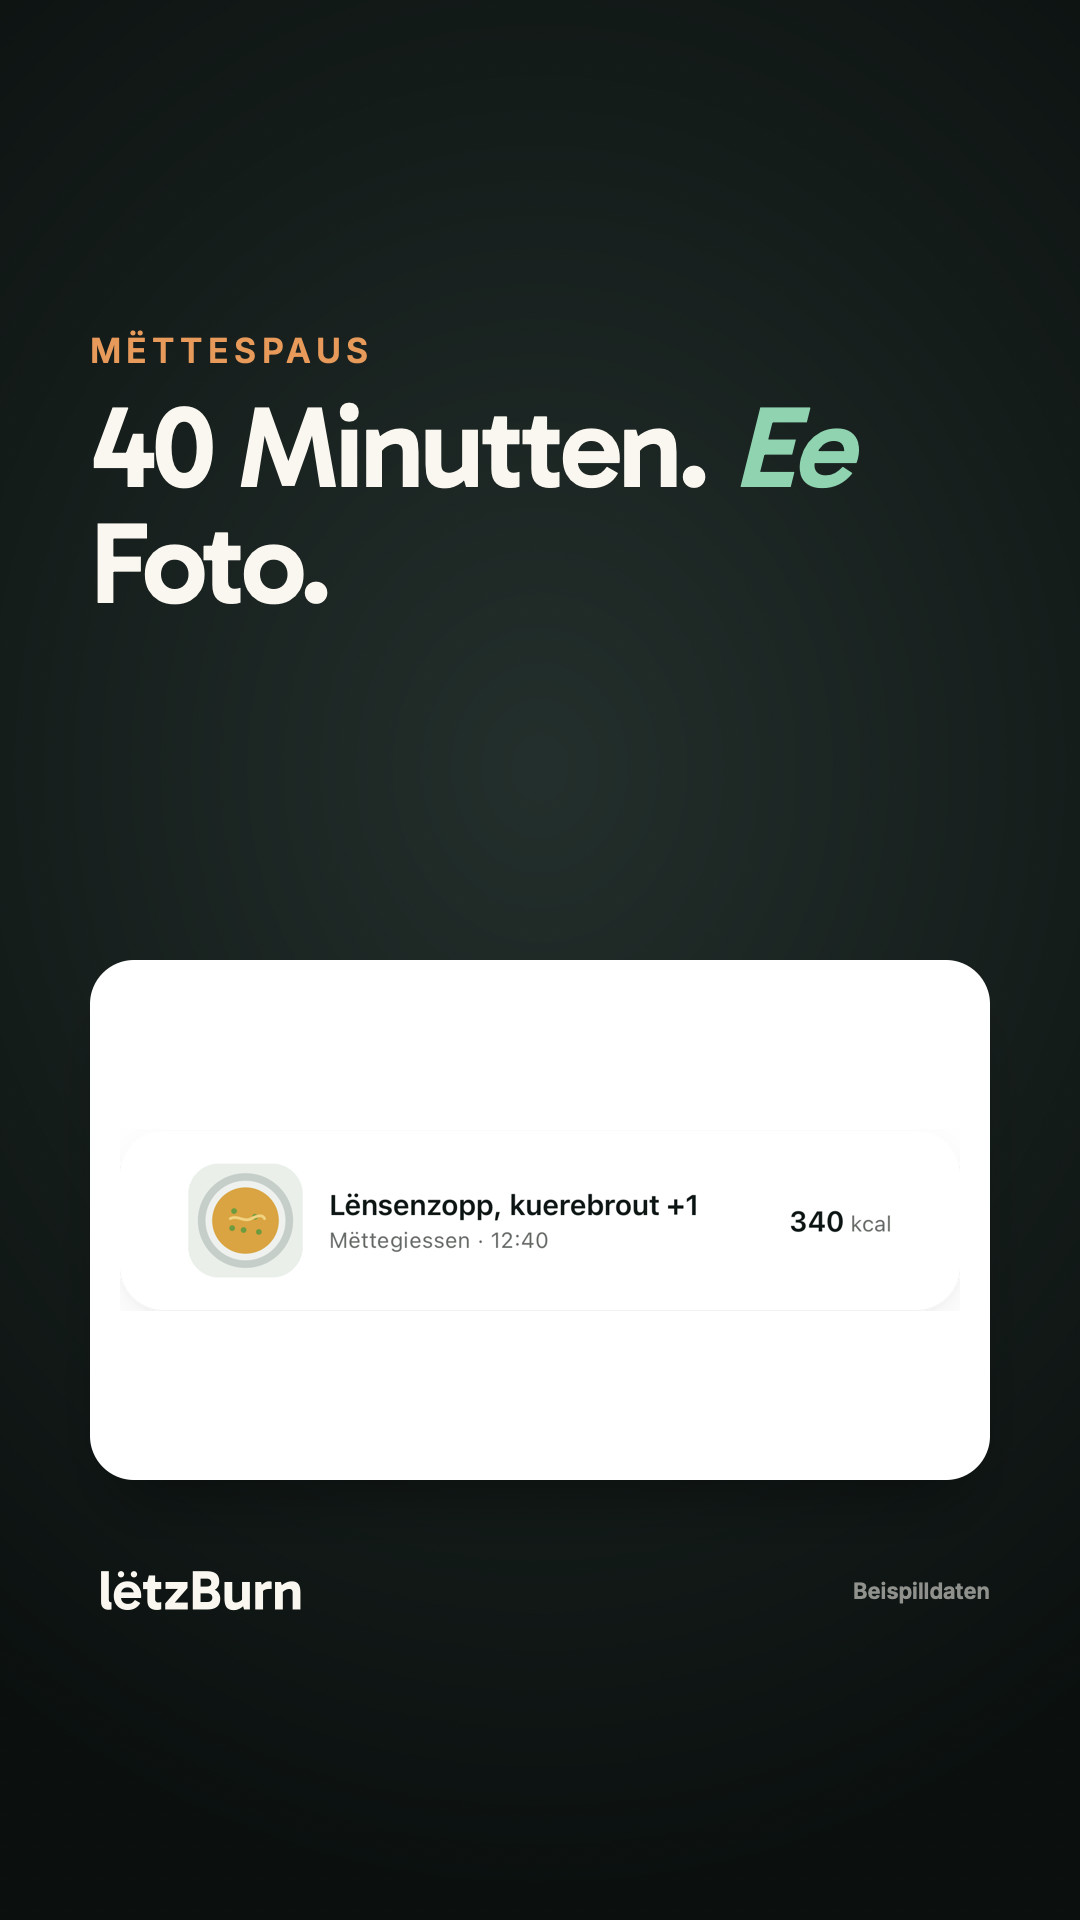 MËTTESPAUS
40 Minutten. Ee
Foto.
Lënsenzopp, kuerebrout +1
Mëttegiessen · 12:40
340 kcal
lëtzBurn
Beispilldaten